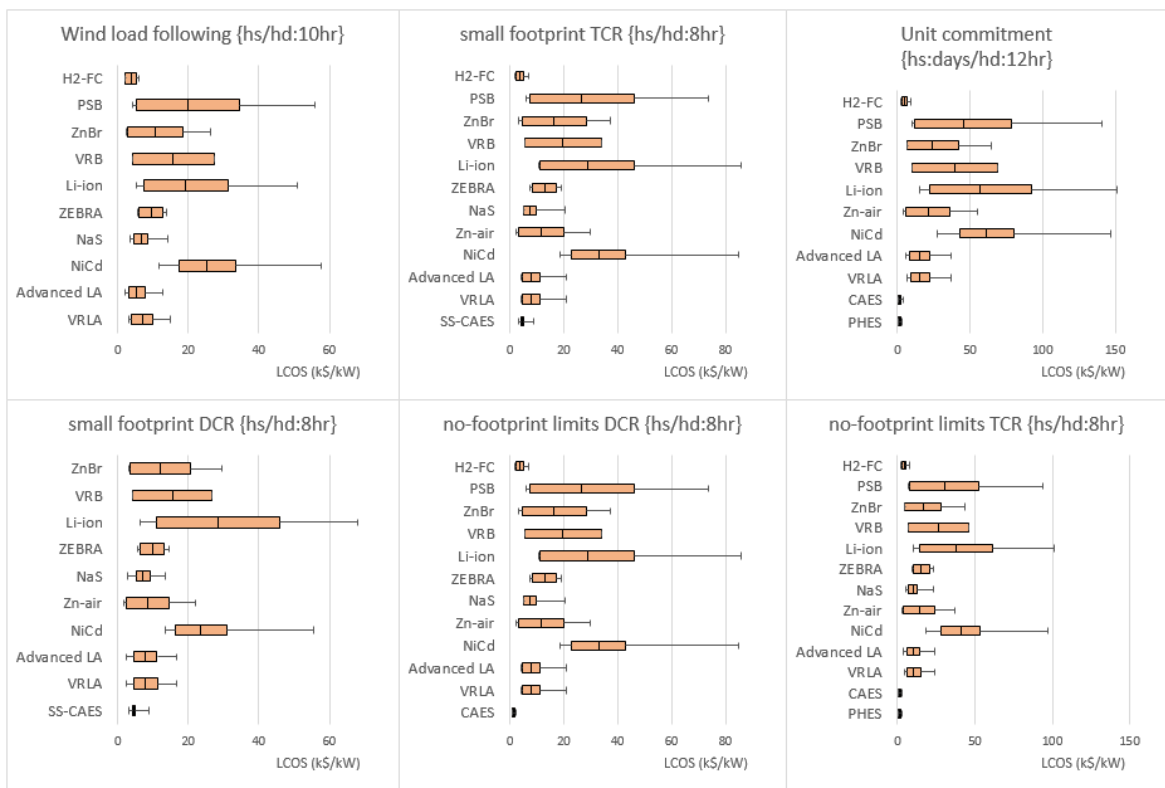 Wind load following {hs/hd:10hr}
H2-FC
PSB
ZnBr
VRB
Li-ion
ZEBRA
NaS
NiCd
Advanced LA
VRLA
0 20 40 60
LCOS (k$/kW)
small footprint TCR {hs/hd:8hr}
H2-FC
PSB
ZnBr
VRB
Li-ion
ZEBRA
NaS
Zn-air
NiCd
Advanced LA
VRLA
SS-CAES
0 20 40 60 80
LCOS (k$/kW)
Unit commitment
{hs:days/hd:12hr}
H2-FC
PSB
ZnBr
VRB
Li-ion
Zn-air
NiCd
Advanced LA
VRLA
CAES
PHES
0 50 100 150
LCOS (k$/kW)
small footprint DCR {hs/hd:8hr}
ZnBr
VRB
Li-ion
ZEBRA
NaS
Zn-air
NiCd
Advanced LA
VRLA
SS-CAES
0 20 40 60
LCOS (k$/kW)
no-footprint limits DCR {hs/hd:8hr}
H2-FC
PSB
ZnBr
VRB
Li-ion
ZEBRA
NaS
Zn-air
NiCd
Advanced LA
VRLA
CAES
0 20 40 60 80
LCOS (k$/kW)
no-footprint limits TCR {hs/hd:8hr}
H2-FC
PSB
ZnBr
VRB
Li-ion
ZEBRA
NaS
Zn-air
NiCd
Advanced LA
VRLA
CAES
PHES
0 50 100 150
LCOS (k$/kW)